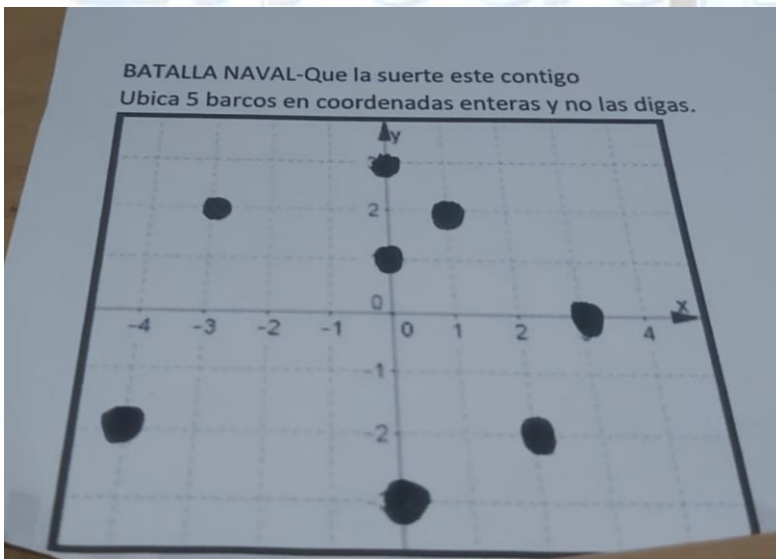 BATALLA NAVAL-Que la suerte este contigo
Ubica 5 barcos en coordenadas enteras y no las digas.
y
2
0
x
-4 -3 -2 -1 0 1 2 4
-1
-2